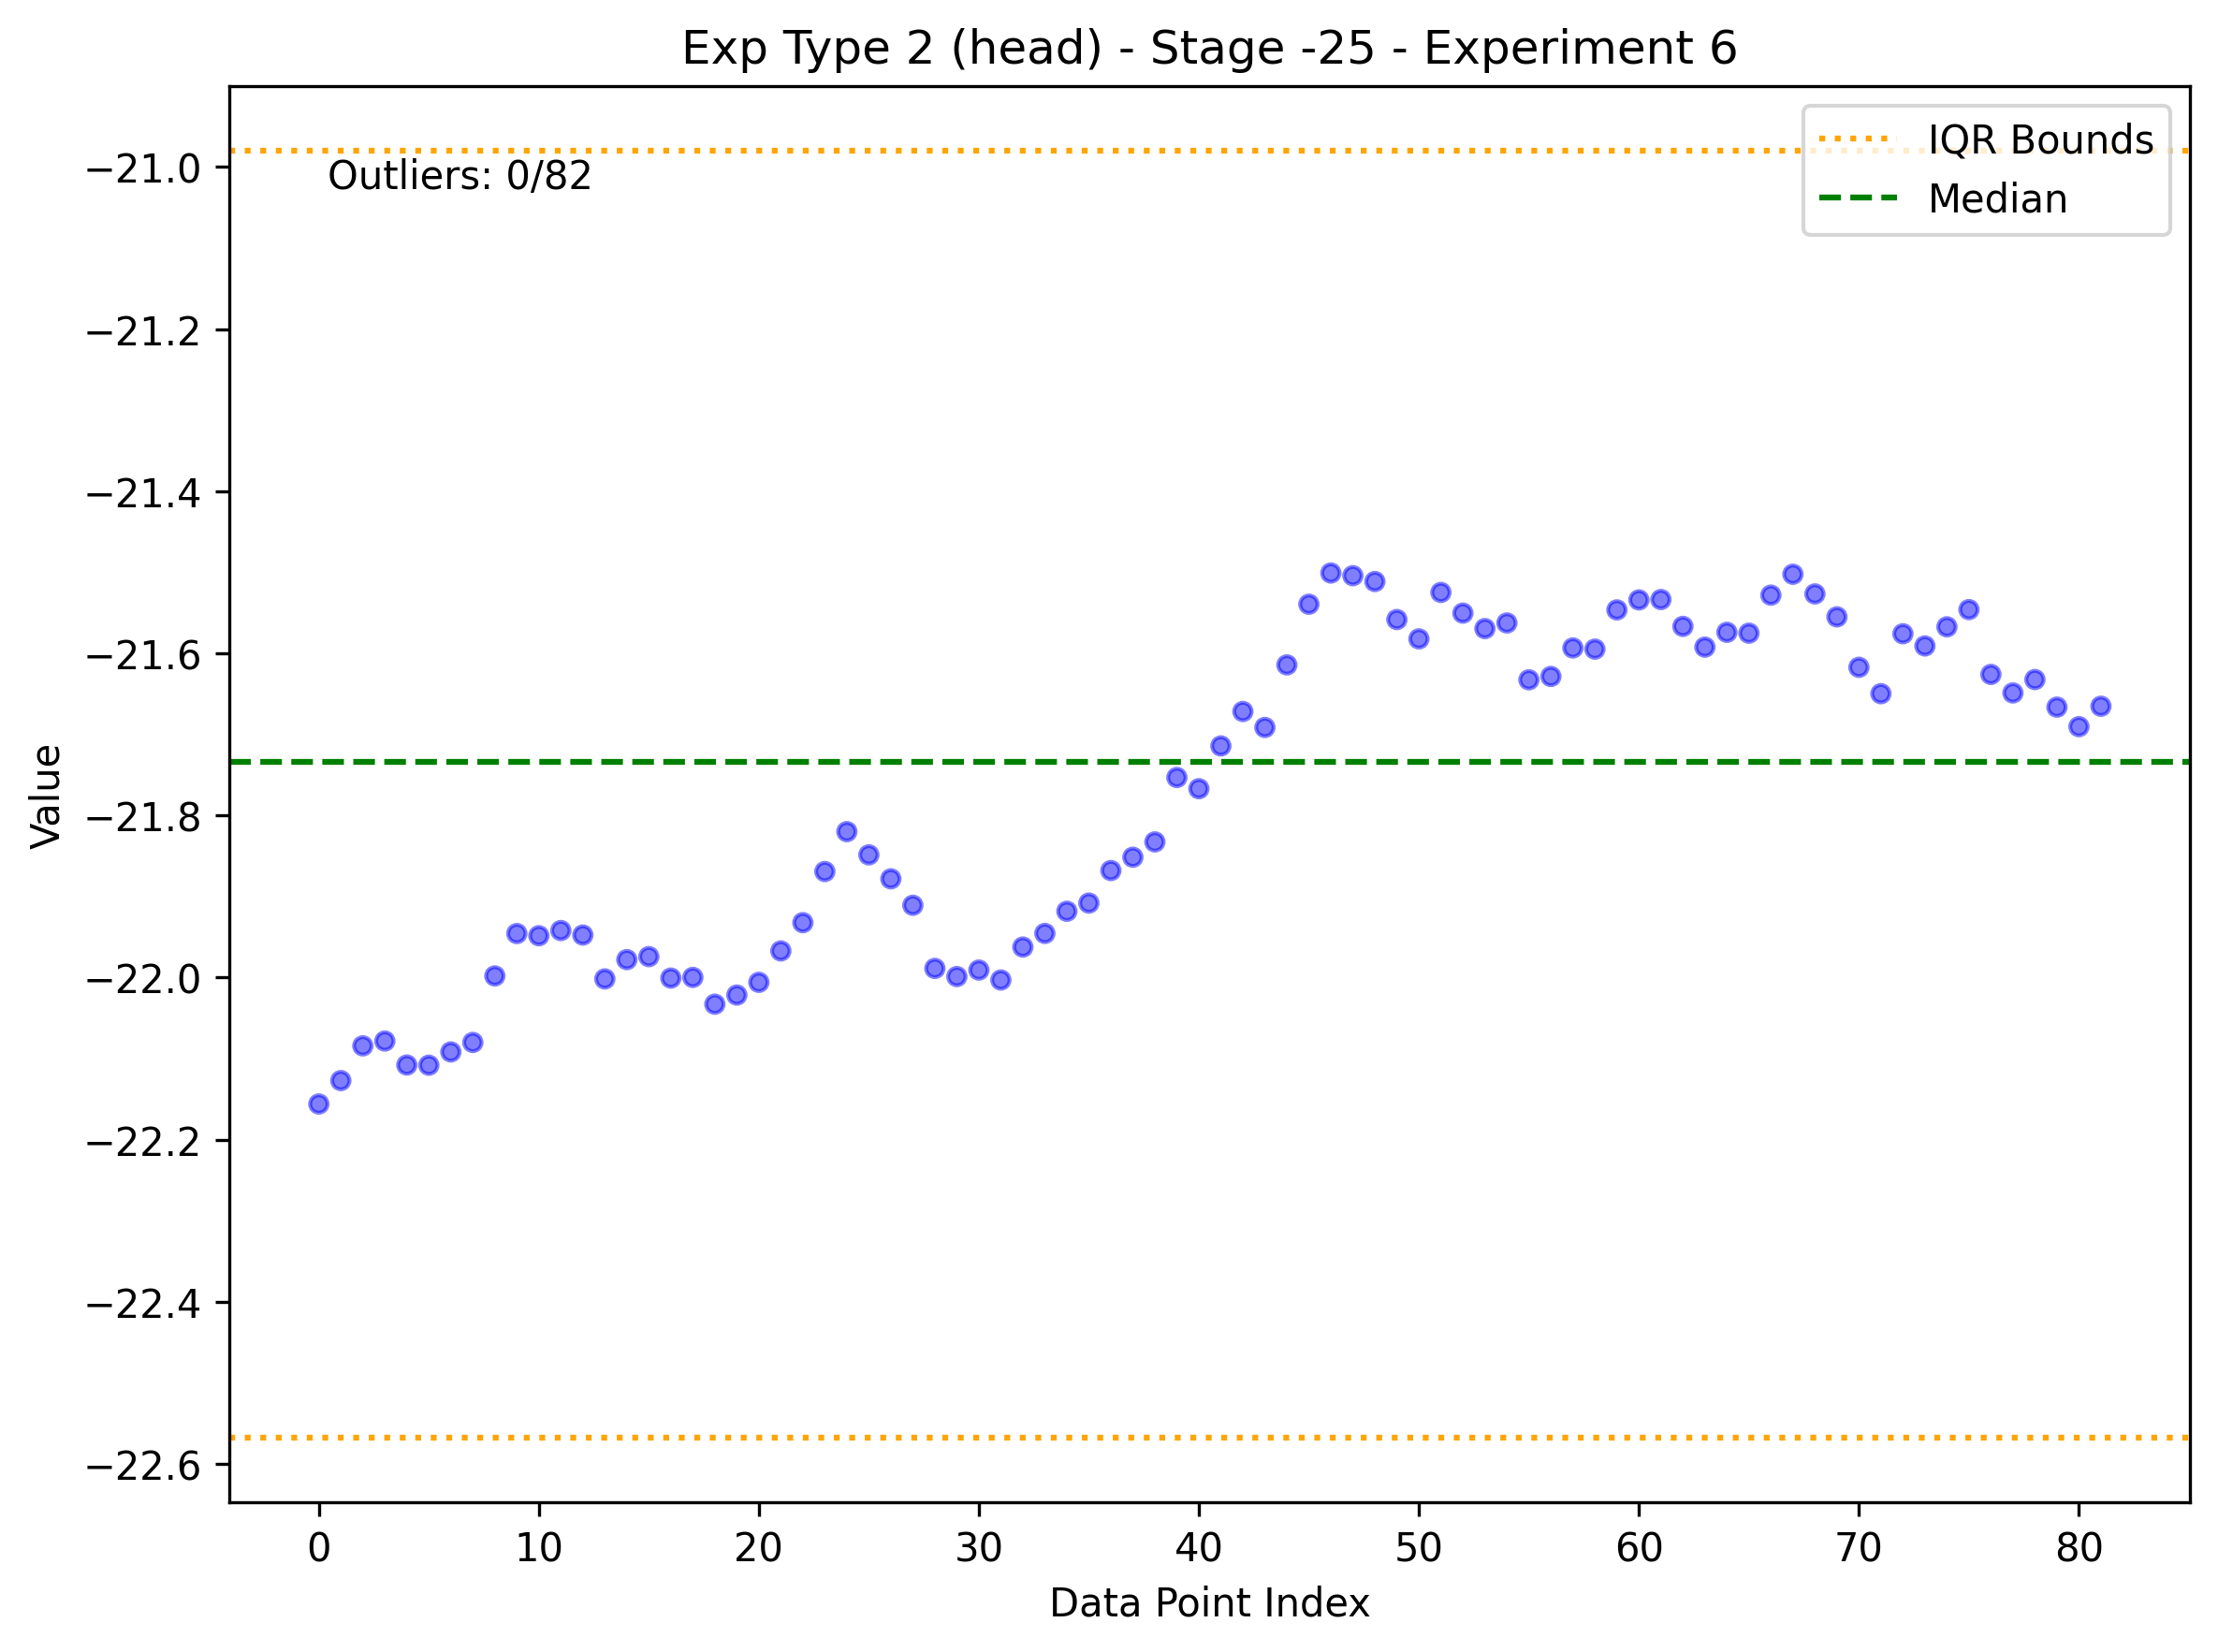 Exp Type 2 (head) - Stage -25 - Experiment 6
IQR Bounds
Median
Outliers: 0/82
−21.0
−21.2
−21.4
−21.6
−21.8
−22.0
−22.2
−22.4
−22.6
Value
0 10 20 30 40 50 60 70 80
Data Point Index